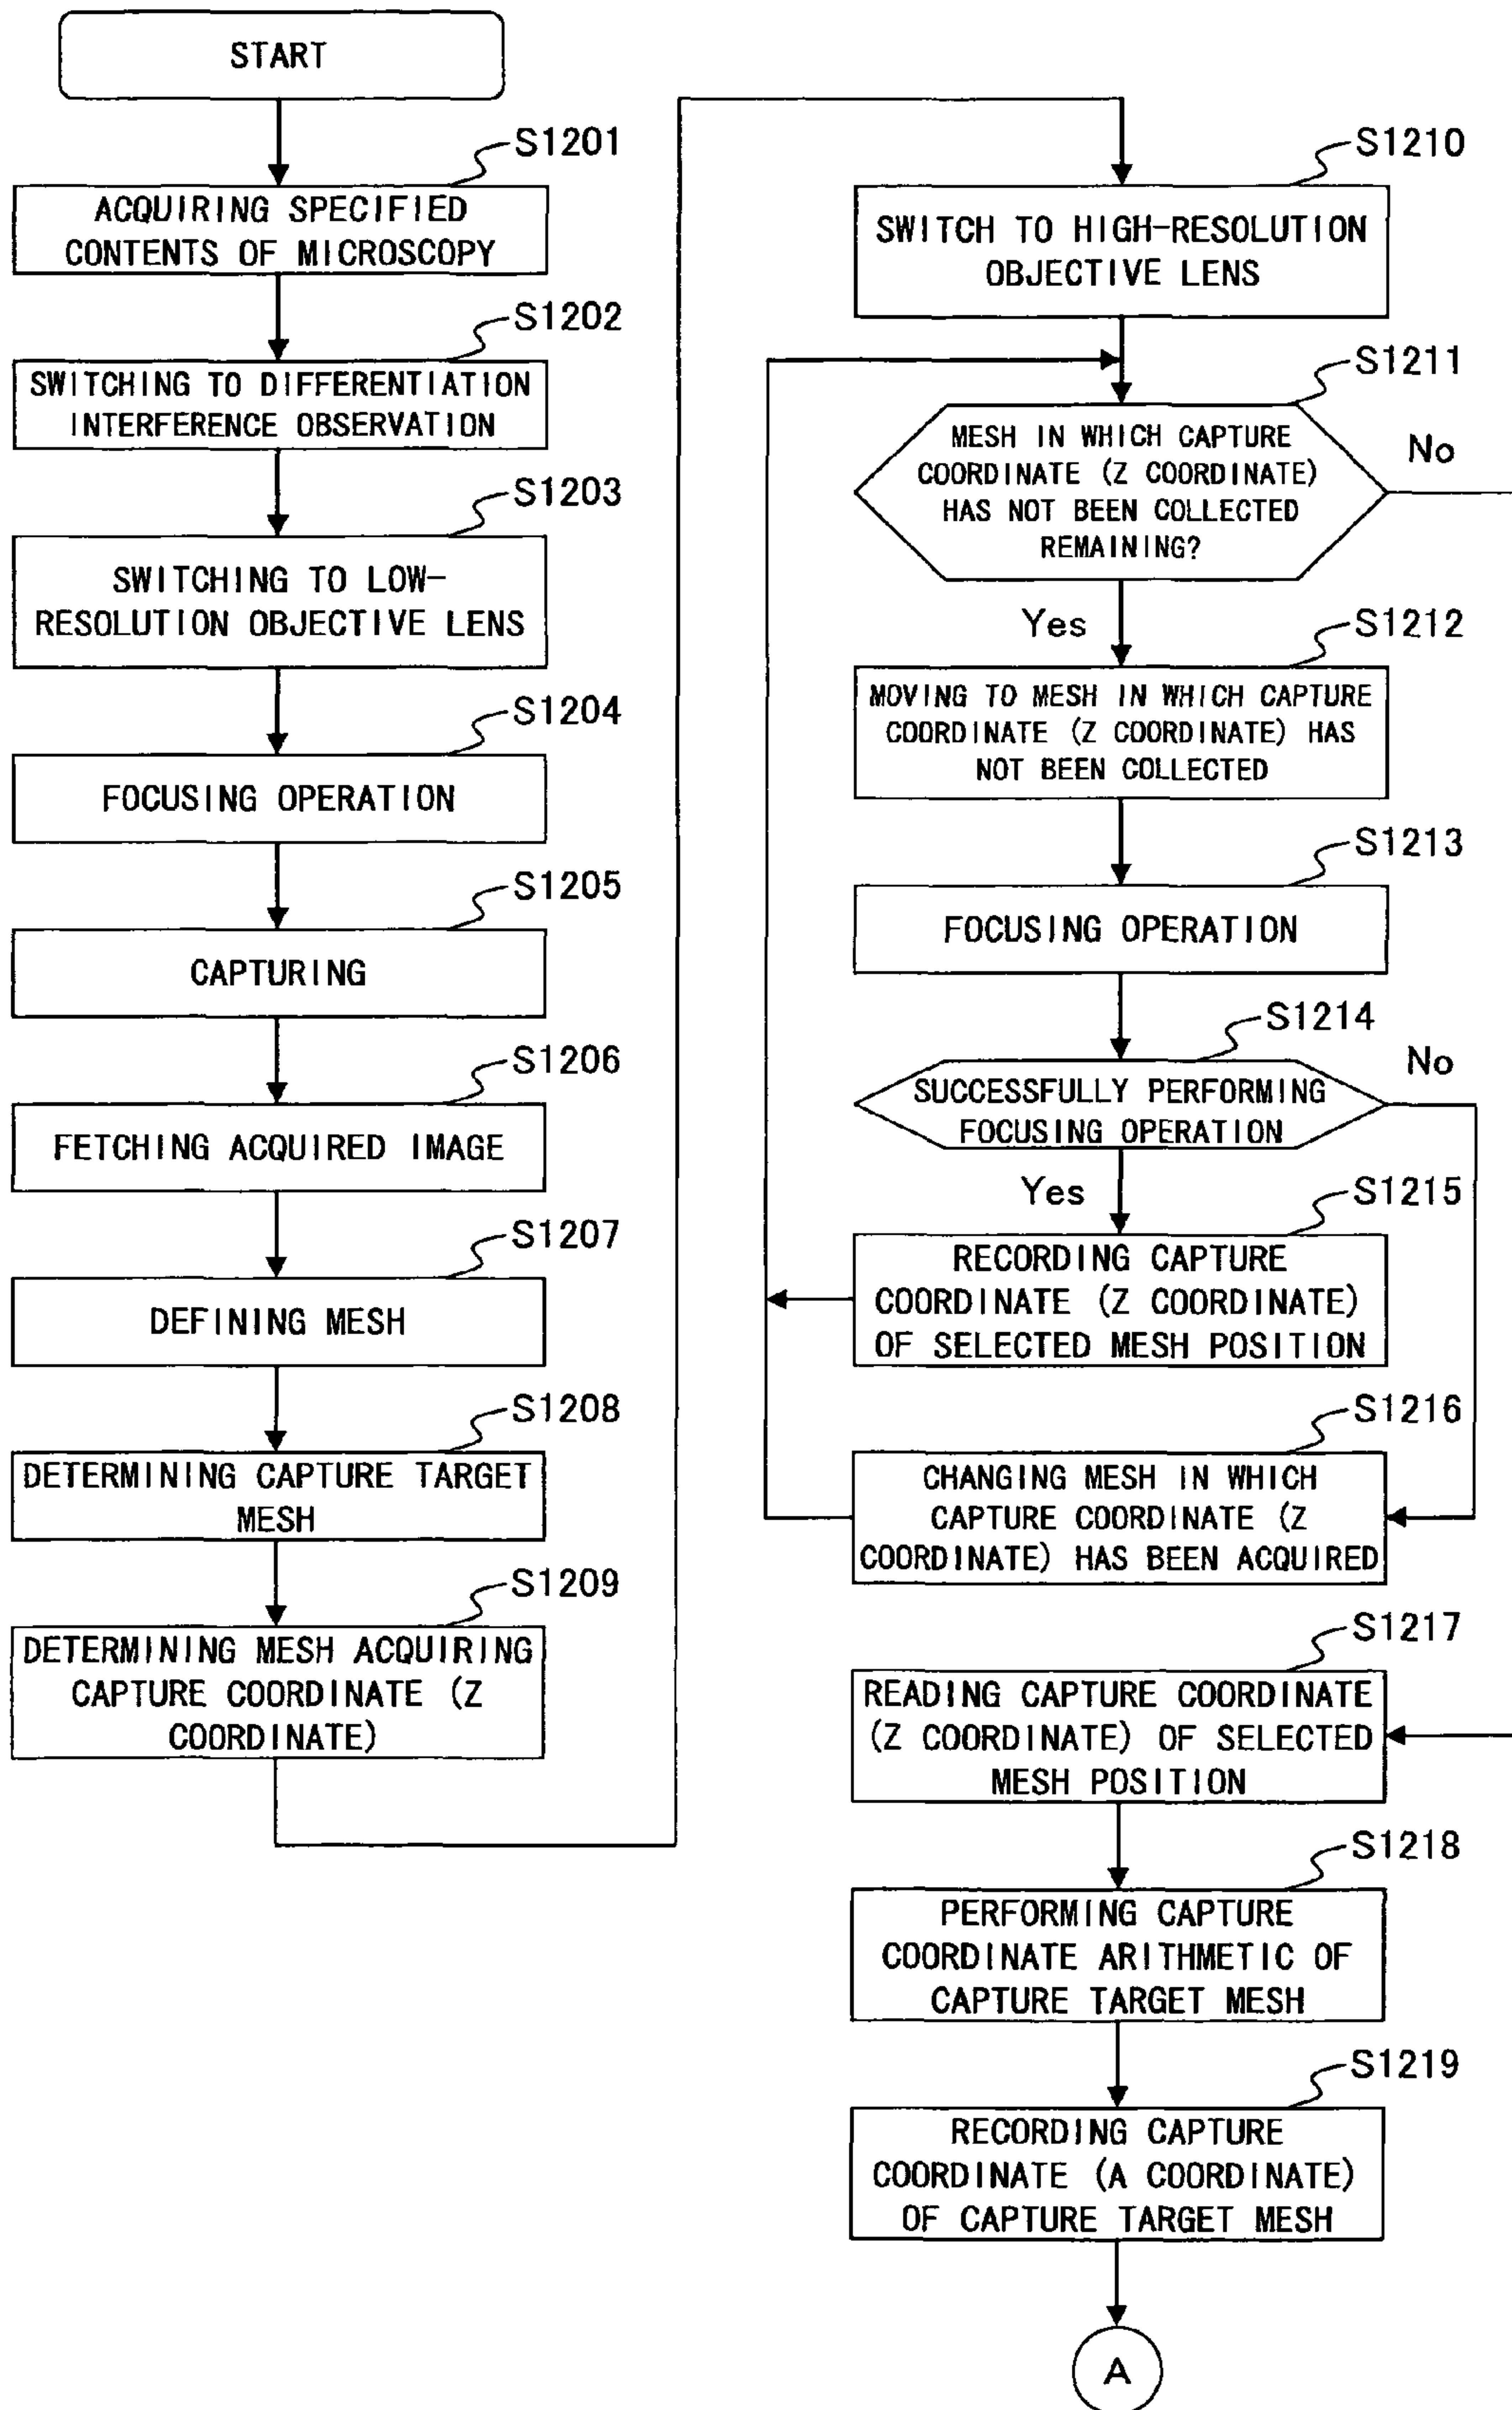 START
S1201
ACQUIRING SPECIFIED
CONTENTS OF MICROSCOPY
S1202
SWITCHING TO DIFFERENTIATION
INTERFERENCE OBSERVATION
S1203
SWITCHING TO LOW-
RESOLUTION OBJECTIVE LENS
S1204
FOCUSING OPERATION
S1205
CAPTURING
S1206
FETCHING ACQUIRED IMAGE
S1207
DEFINING MESH
S1208
DETERMINING CAPTURE TARGET
MESH
S1209
DETERMINING MESH ACQUIRING
CAPTURE COORDINATE (Z
COORDINATE)
S1210
SWITCH TO HIGH-RESOLUTION
OBJECTIVE LENS
S1211
MESH IN WHICH CAPTURE
COORDINATE (Z COORDINATE)
HAS NOT BEEN COLLECTED
REMAINING?
No
Yes
S1212
MOVING TO MESH IN WHICH CAPTURE
COORDINATE (Z COORDINATE) HAS
NOT BEEN COLLECTED
S1213
FOCUSING OPERATION
S1214
SUCCESSFULLY PERFORMING
FOCUSING OPERATION
No
Yes
S1215
RECORDING CAPTURE
COORDINATE (Z COORDINATE)
OF SELECTED MESH POSITION
S1216
CHANGING MESH IN WHICH
CAPTURE COORDINATE (Z
COORDINATE) HAS BEEN ACQUIRED
S1217
READING CAPTURE COORDINATE
(Z COORDINATE) OF SELECTED
MESH POSITION
S1218
PERFORMING CAPTURE
COORDINATE ARITHMETIC OF
CAPTURE TARGET MESH
S1219
RECORDING CAPTURE
COORDINATE (A COORDINATE)
OF CAPTURE TARGET MESH
A